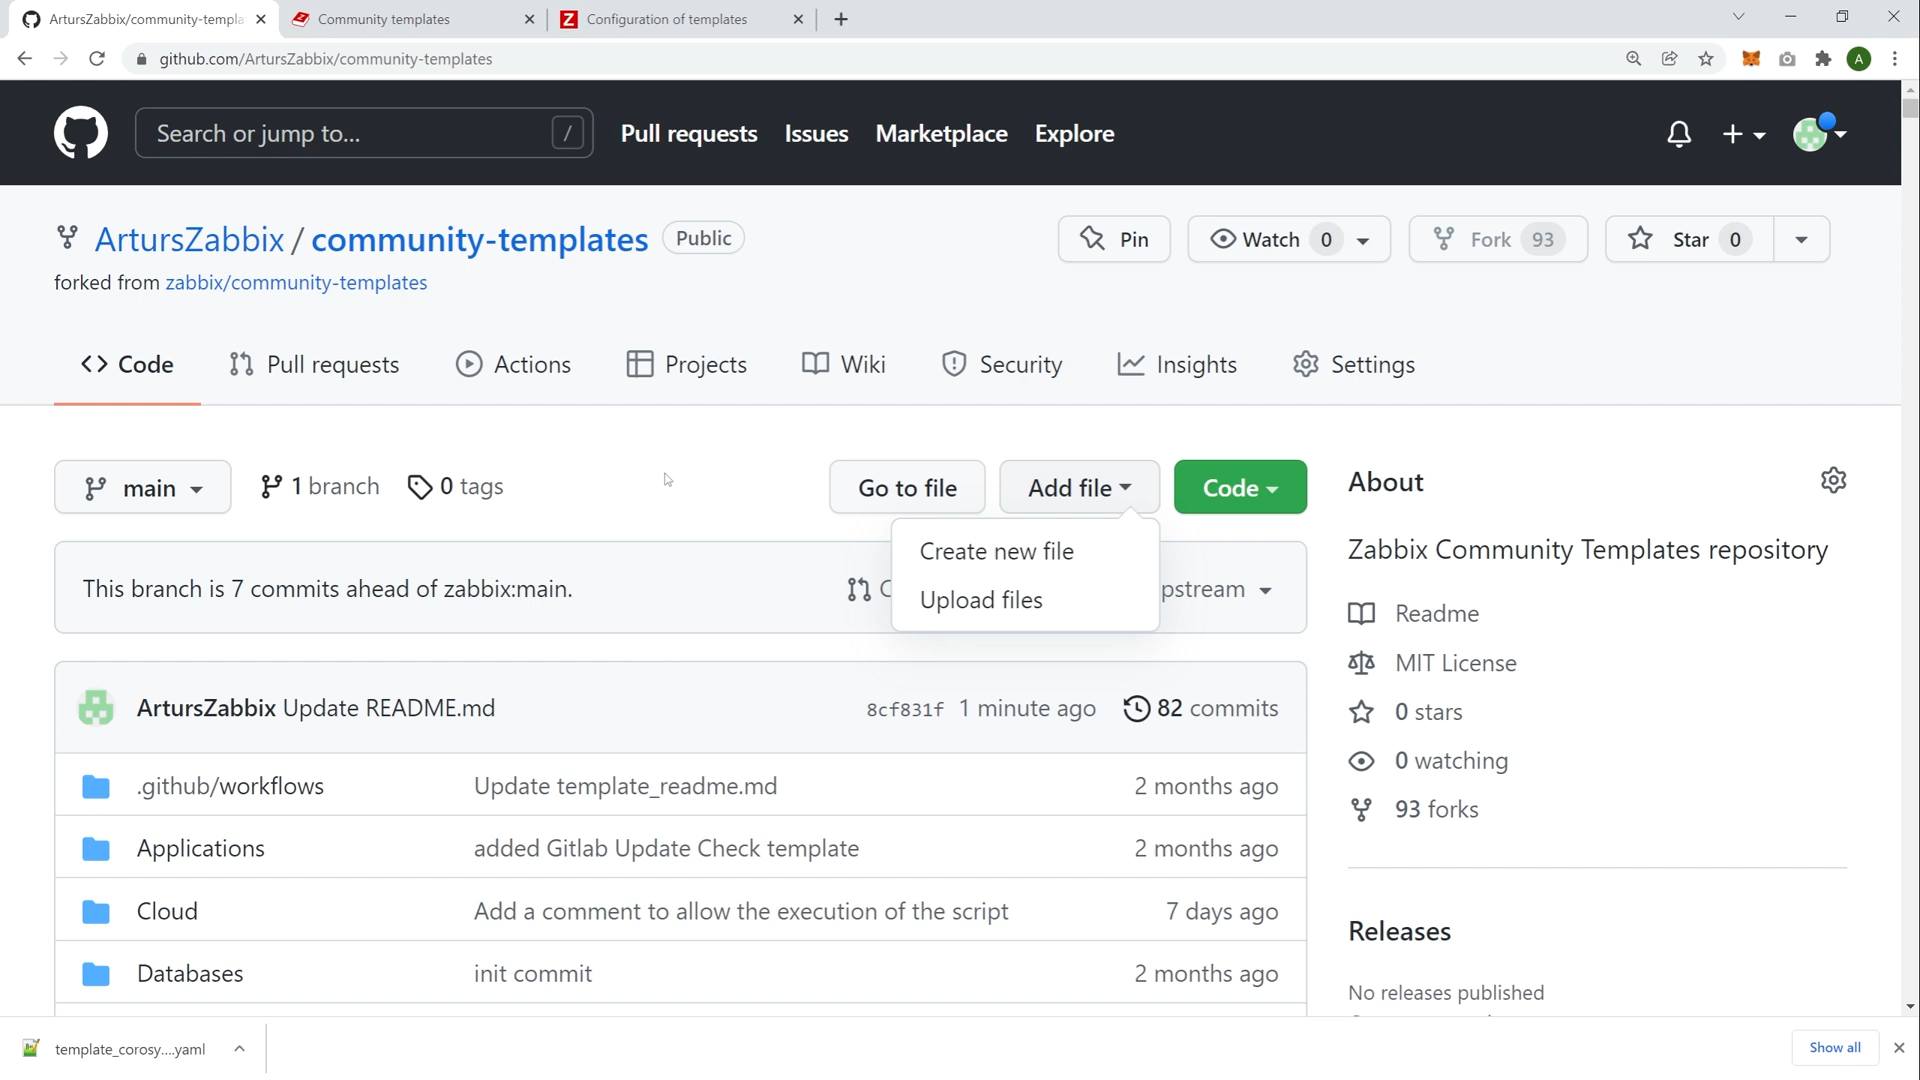 ArtursZabbix/community-templa
Community templates
Configuration of templates
github.com/ArtursZabbix/community-templates
A
Search or jump to...
/
Pull requests
Issues
Marketplace
Explore
ArtursZabbix / community-templates
Public
Pin
Watch 0
Fork 93
Star 0
forked from zabbix/community-templates
Code
Pull requests
Actions
Projects
Wiki
Security
Insights
Settings
main
1 branch
0 tags
Go to file
Add file
Code
Create new file
Upload files
This branch is 7 commits ahead of zabbix:main.
C
pstream
ArtursZabbix Update README.md
8cf831f 1 minute ago
82 commits
.github/workflows
Update template_readme.md
2 months ago
Applications
added Gitlab Update Check template
2 months ago
Cloud
Add a comment to allow the execution of the script
7 days ago
Databases
init commit
2 months ago
About
Zabbix Community Templates repository
Readme
MIT License
0 stars
0 watching
93 forks
Releases
No releases published
template_corosy....yaml
Show all